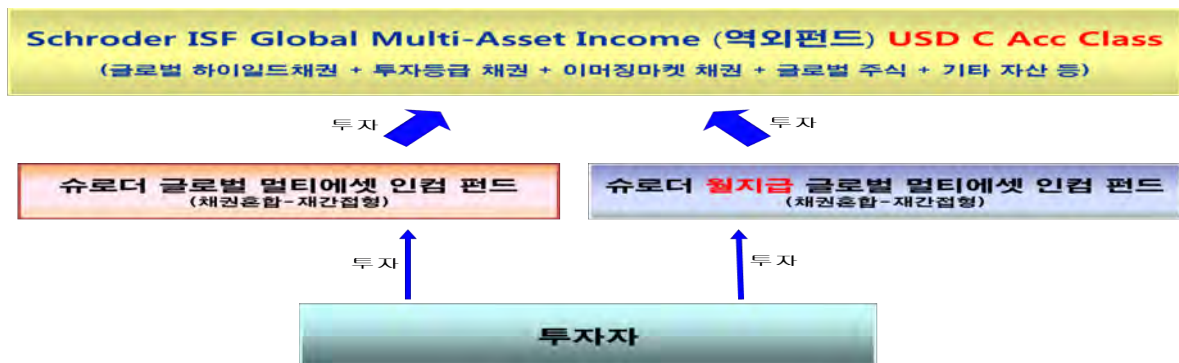 Schroder ISF Global Multi-Asset Income (역외펀드) USD C Acc Class
(글로벌 하이일드채권 + 투자등급 채권 + 이머징마켓 채권 + 글로벌 주식 + 기타 자산 등)
투자
투자
슈로더 글로벌 멀티에셋 인컴 펀드
(채권혼합-재간접형)
슈로더 월지급 글로벌 멀티에셋 인컴 펀드
(채권혼합-재간접형)
투자
투자
투자자